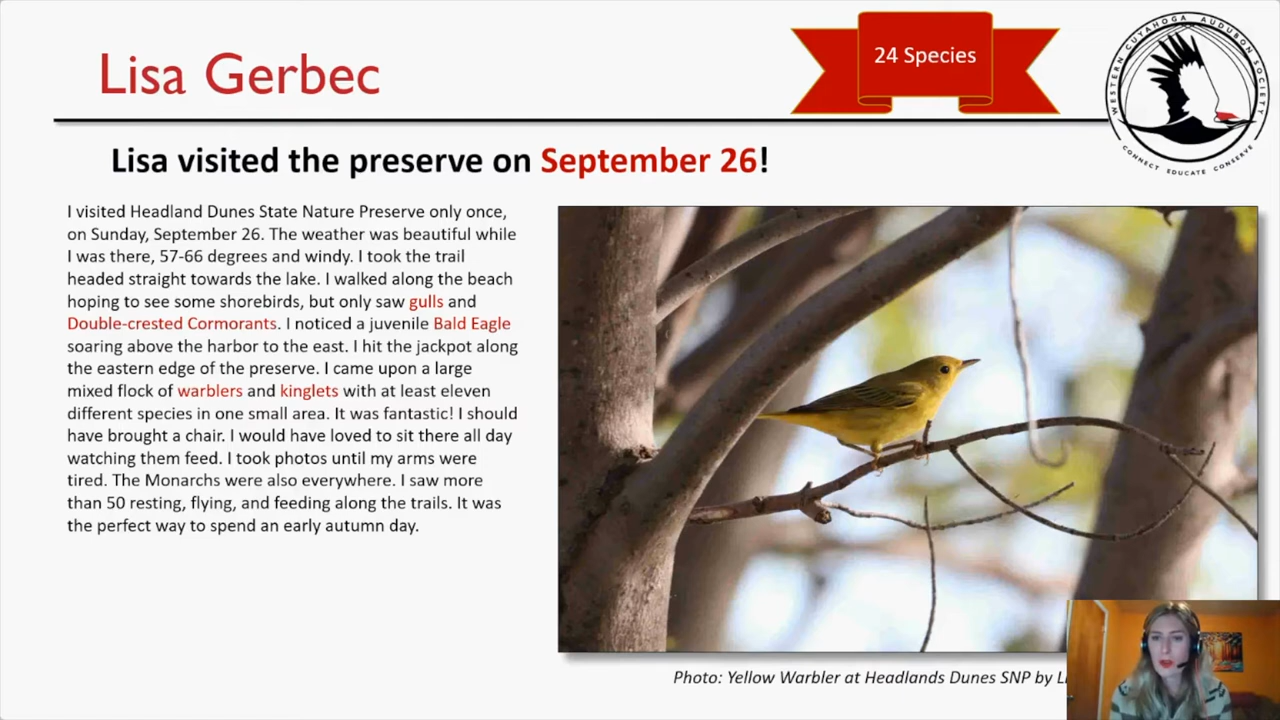 Lisa Gerbec
24 Species
WESTERN CUYAHOGA AUDUBON SOCIETY
CONNECT EDUCATE CONSERVE
Lisa visited the preserve on September 26!
I visited Headland Dunes State Nature Preserve only once,
on Sunday, September 26. The weather was beautiful while
I was there, 57-66 degrees and windy. I took the trail
headed straight towards the lake. I walked along the beach
hoping to see some shorebirds, but only saw gulls and
Double-crested Cormorants. I noticed a juvenile Bald Eagle
soaring above the harbor to the east. I hit the jackpot along
the eastern edge of the preserve. I came upon a large
mixed flock of warblers and kinglets with at least eleven
different species in one small area. It was fantastic! I should
have brought a chair. I would have loved to sit there all day
watching them feed. I took photos until my arms were
tired. The Monarchs were also everywhere. I saw more
than 50 resting, flying, and feeding along the trails. It was
the perfect way to spend an early autumn day.
Photo: Yellow Warbler at Headlands Dunes SNP by